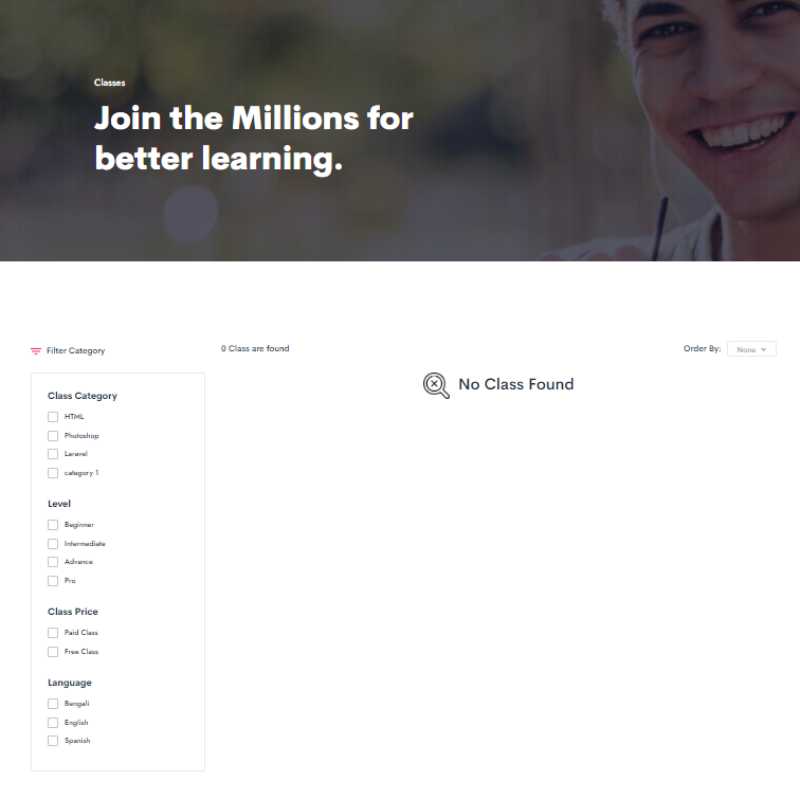 Classes
Join the Millions for
better learning.
Filter Category
0 Class are found
Order By:
None
No Class Found
Class Category
HTML
Photoshop
Laravel
category 1
Level
Beginner
Intermediate
Advance
Pro
Class Price
Paid Class
Free Class
Language
Bengali
English
Spanish